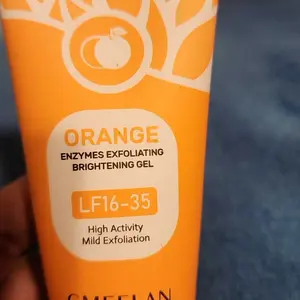 ORANGE
ENZYMES EXFOLIATING
BRIGHTENING GEL
LF16-35
High Activity
Mild Exfoliation